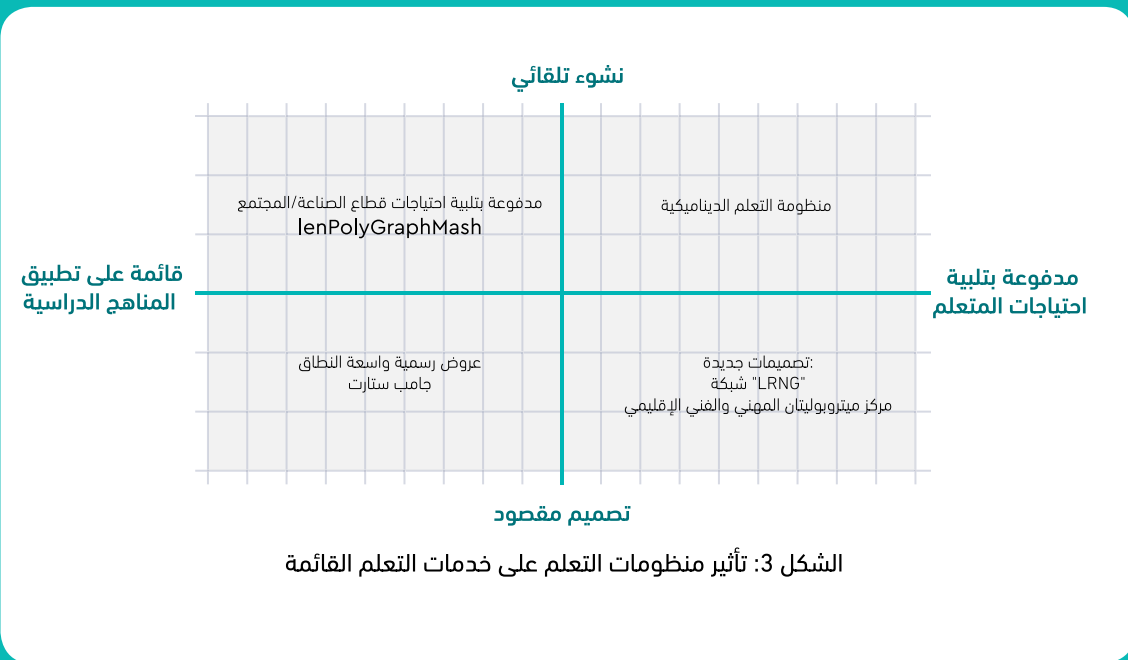 نشوء تلقائي
منظومة التعلم الديناميكية
مدفوعة بتلبية احتياجات قطاع الصناعة/المجتمع
lenPolyGraphMash
مدفوعة بتلبية
احتياجات المتعلم
قائمة على تطبيق
المناهج الدراسية
تصميمات جديدة:
شبكة "LRNG"
مركز ميتروبوليتان المهني والفني الإقليمي
عروض رسمية واسعة النطاق
جامب ستارت
تصميم مقصود
الشكل 3: تأثير منظومات التعلم على خدمات التعلم القائمة